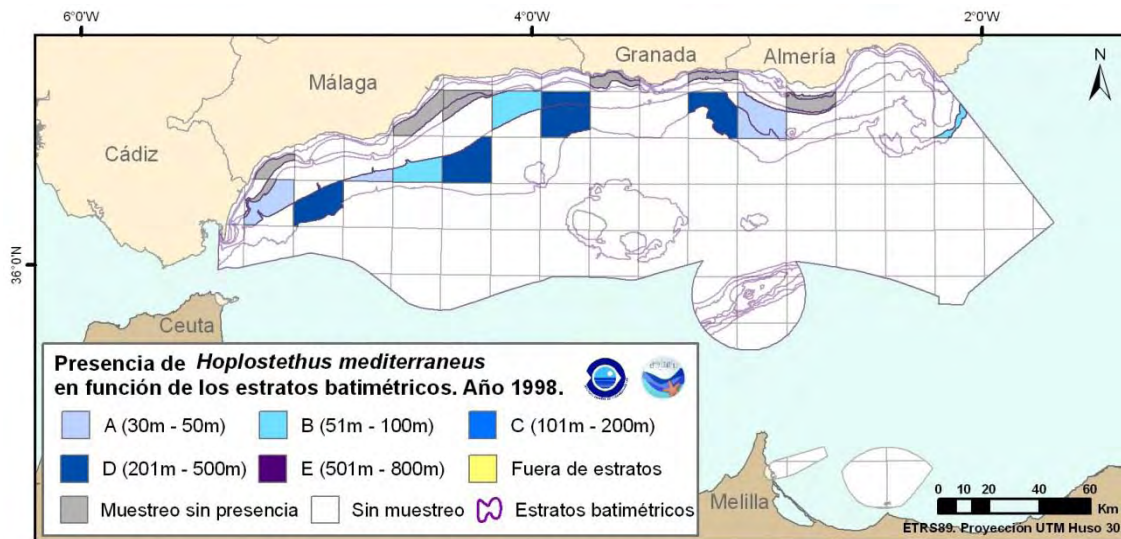 6°0'W 4°0'W 2°0'W
N
Granada Almería
Málaga
Cádiz
36°0'N
Ceuta
Presencia de Hoplostethus mediterraneus
en función de los estratos batimétricos. Año 1998.
A (30m - 50m) B (51m - 100m) C (101m - 200m)
D (201m - 500m) E (501m - 800m) Fuera de estratos
Muestreo sin presencia Sin muestreo Estratos batimétricos
Melilla
0 10 20 40 60
Km
ETRS89. Proyección UTM Huso 30